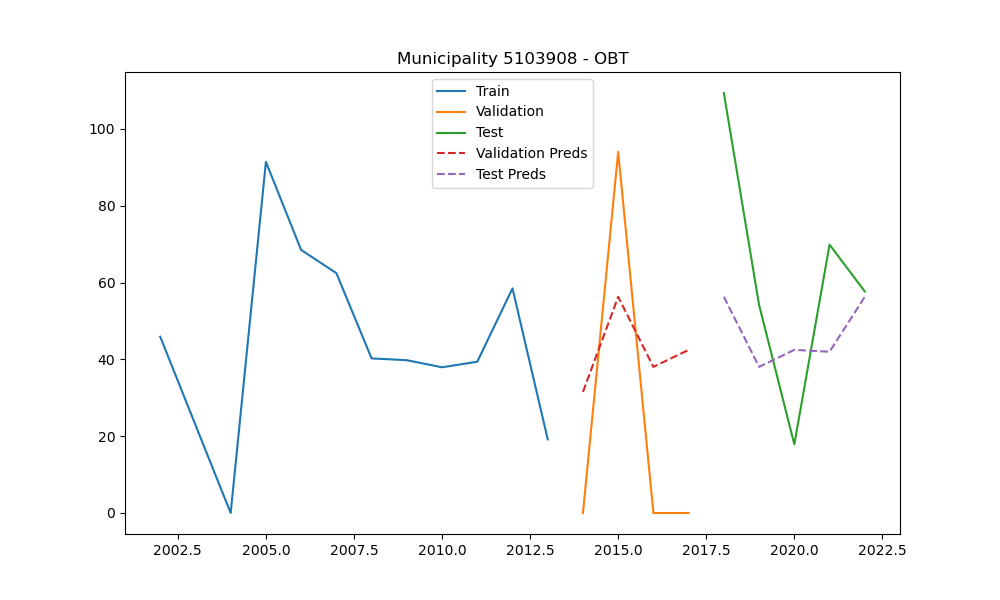 Municipality 5103908 - OBT
Train
Validation
Test
Validation Preds
Test Preds
100
80
60
40
20
0
2002.5 2005.0 2007.5 2010.0 2012.5 2015.0 2017.5 2020.0 2022.5